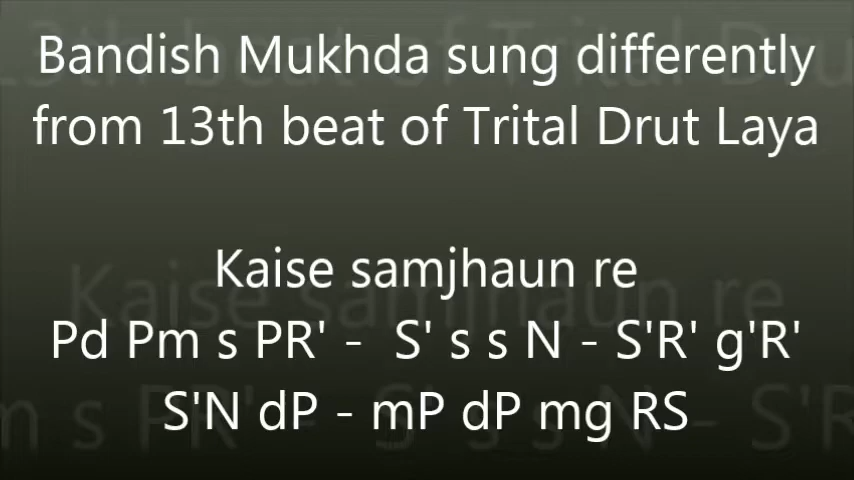 Bandish Mukhda sung differently
from 13th beat of Trital Drut Laya
Kaise samjhaun re
Pd Pm s PR' - S' s s N - S'R' g'R'
S'N dP - mP dP mg RS